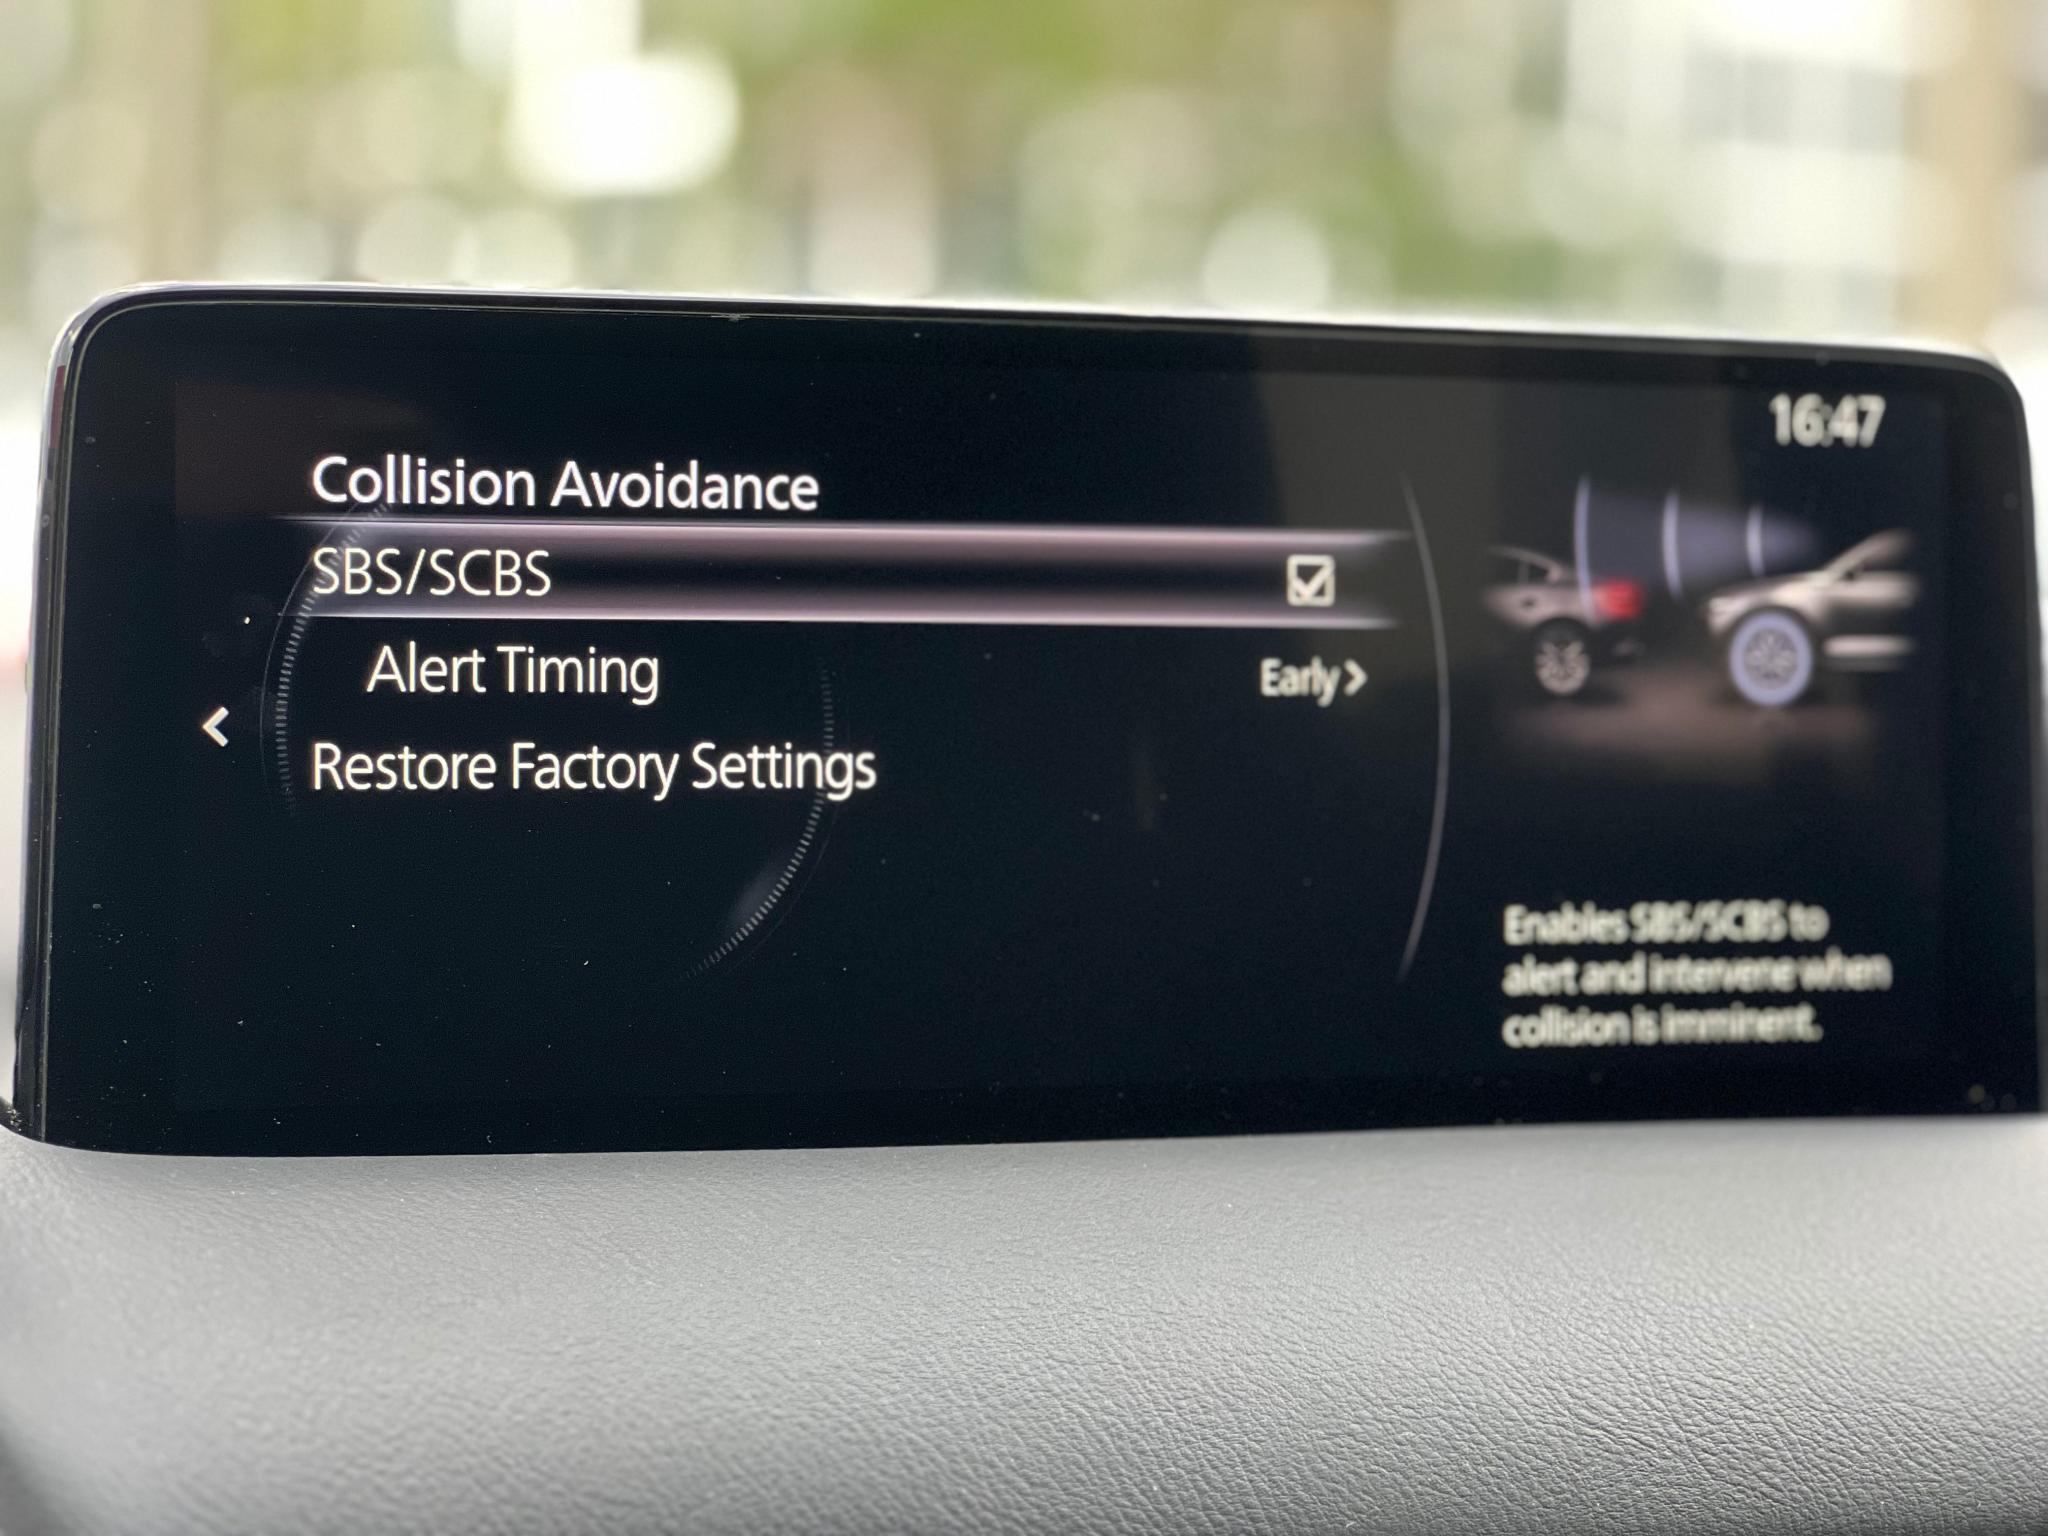 16:47
Collision Avoidance
SBS/SCBS
Alert Timing Early
Restore Factory Settings
Enables SBS/SCBS to
alert and intervene when
collision is imminent.